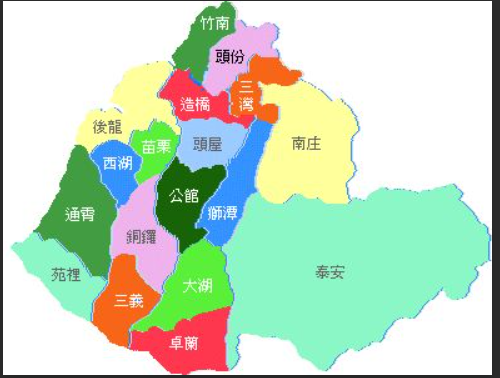 竹南
頭份
三
灣
造橋
後龍
苗栗
頭屋
南庄
西湖
公館
獅潭
通霄
銅鑼
苑裡
泰安
大湖
三義
卓蘭